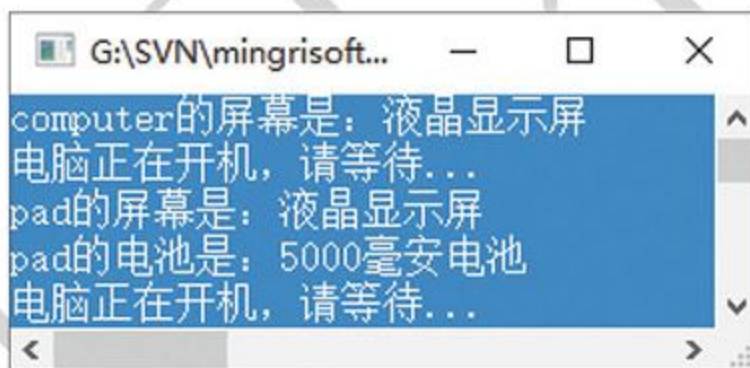 G:\SVN\mingrisoft...
computer的屏幕是：液晶显示屏
电脑正在开机，请等待...
pad的屏幕是：液晶显示屏
pad的电池是：5000毫安电池
电脑正在开机，请等待...